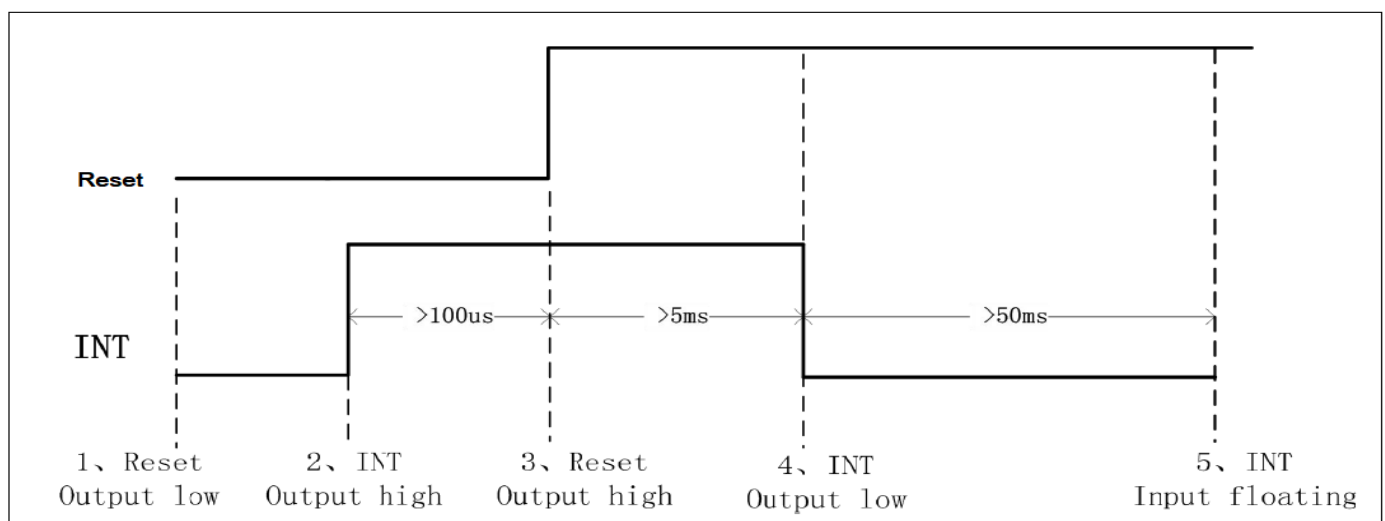 Reset
>100us
>5ms
>50ms
INT
1、Reset
Output low
2、INT
Output high
3、Reset
Output high
4、INT
Output low
5、INT
Input floating